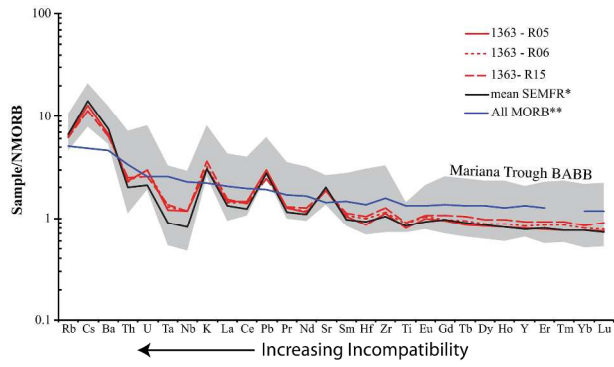 100
10
1
0.1
Sample/NMORB
1363 - R05
1363 - R06
1363- R15
mean SEMFR*
All MORB**
Mariana Trough BABB
Rb Cs Ba Th U Ta Nb K La Ce Pb Pr Nd Sr Sm Hf Zr Ti Eu Gd Tb Dy Ho Y Er Tm Yb Lu
Increasing Incompatibility